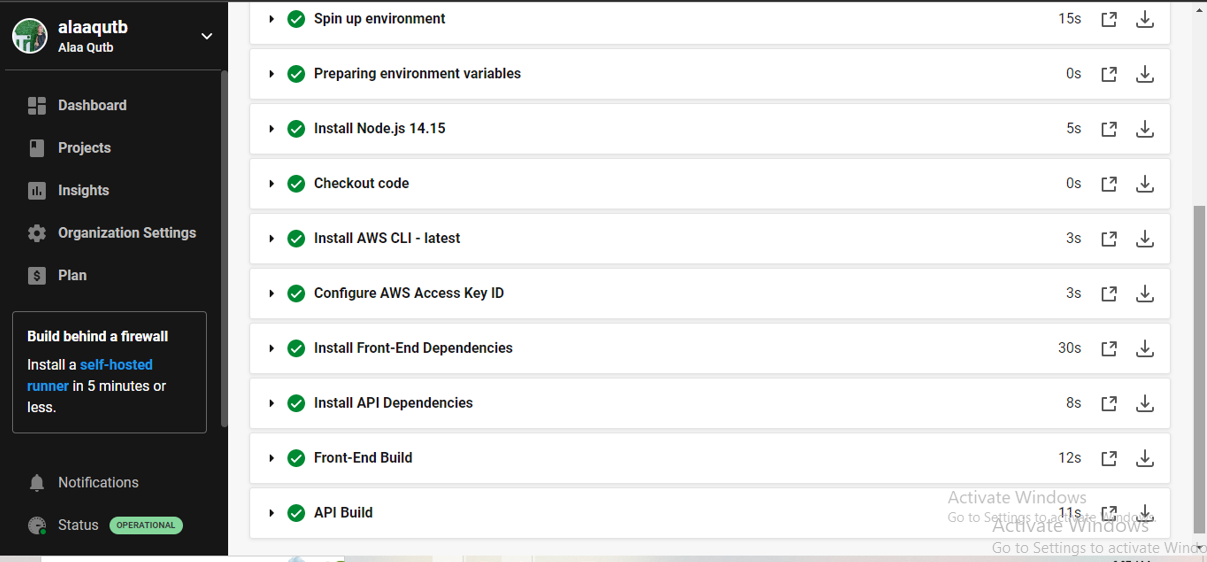 alaaqutb
Alaa Qutb
Dashboard
Projects
Insights
Organization Settings
Plan
Build behind a firewall
Install a self-hosted
runner in 5 minutes or
less.
Notifications
Status OPERATIONAL
Spin up environment 15s
Preparing environment variables 0s
Install Node.js 14.15 5s
Checkout code 0s
Install AWS CLI - latest 3s
Configure AWS Access Key ID 3s
Install Front-End Dependencies 30s
Install API Dependencies 8s
Front-End Build 12s
API Build 11s
Activate Windows
Go to Settings to activate Windows.
Activate Windows
Go to Settings to activate Windo